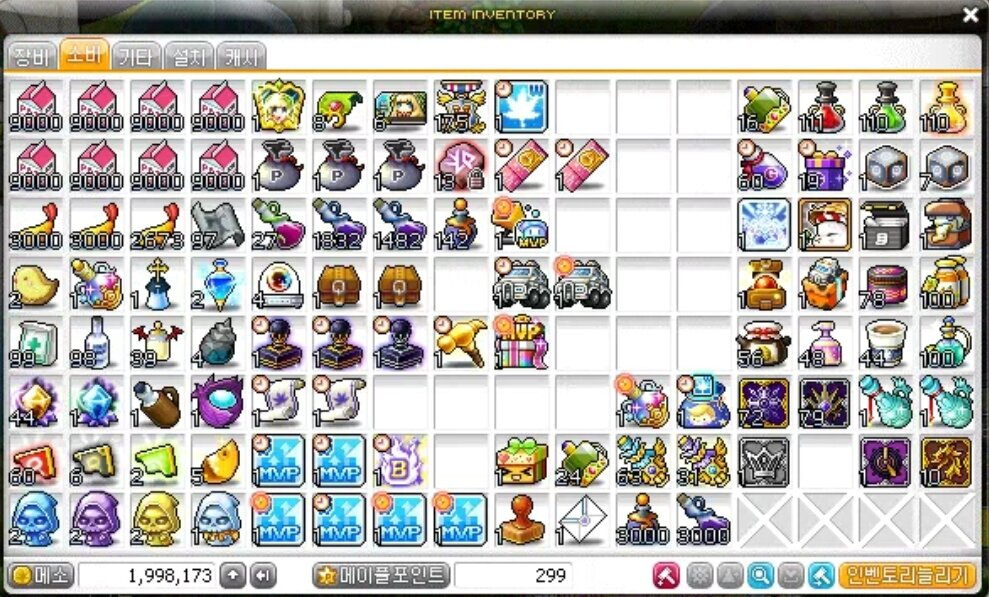 ITEM INVENTORY
장비 소비 기타 설치 캐시
9000 9000 9000 9000 1 8 6 175 1 16 111 110 110
9000 9000 9000 9000 1 1 1 13 1 1 60 19 1 7
3000 3000 2673 97 27 1832 1482 142 1 MVP 1 1 1 1
2 1 1 2 4 1 1 1 1 1 1 78 100
99 98 39 4 1 1 1 1 1 56 48 44 100
44 1 1 1 1 1 1 1 72 79 1 1
60 6 2 5 1 MVP 1 MVP 1 B 1 24 63 31 1 1 10
2 2 2 1 1 MVP 1 MVP 1 MVP 1 MVP 1 1 3000 3000
메소 1,998,173 메이플포인트 299 인벤토리늘리기